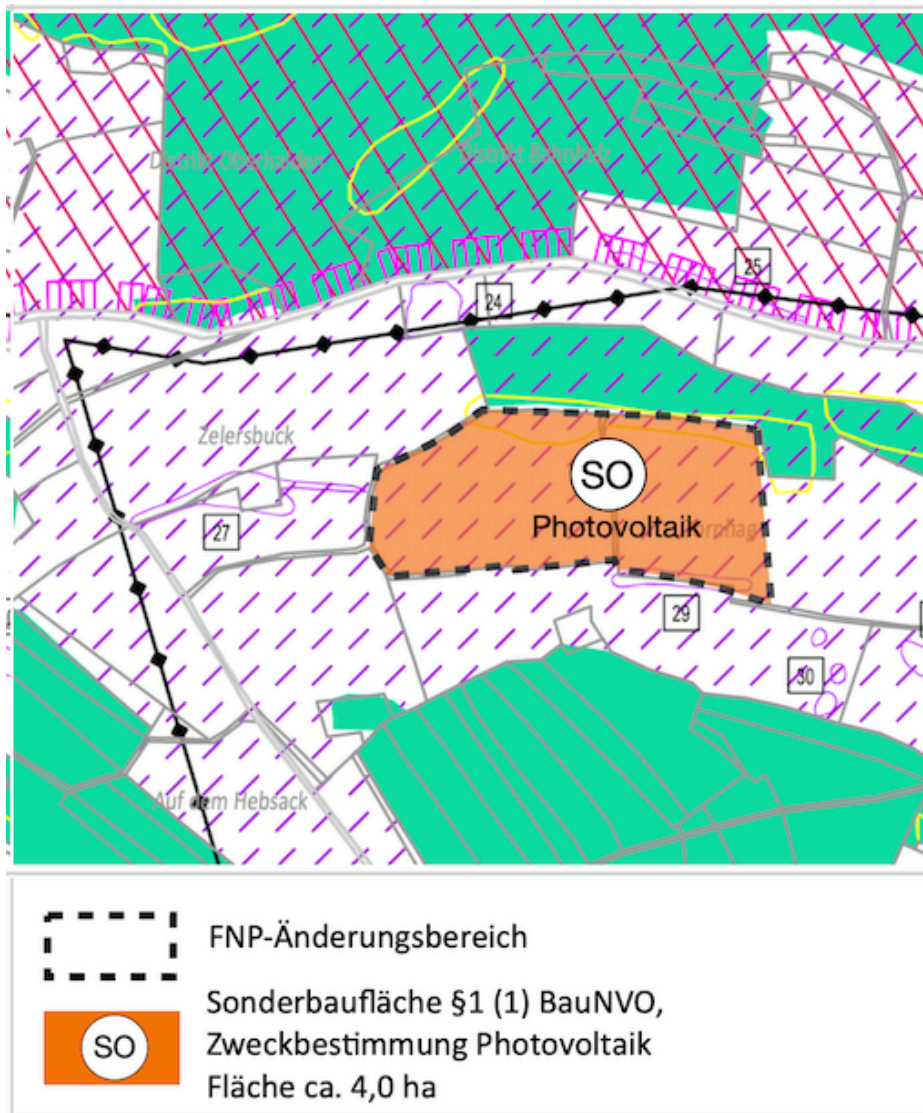 Distrikt Oberhalden
Distrikt Bahnholz
25
24
Zelersbuck
SO
Photovoltaik
27
29
30
Auf dem Hebsack
FNP-Änderungsbereich
SO
Sonderbaufläche §1 (1) BauNVO,
Zweckbestimmung Photovoltaik
Fläche ca. 4,0 ha